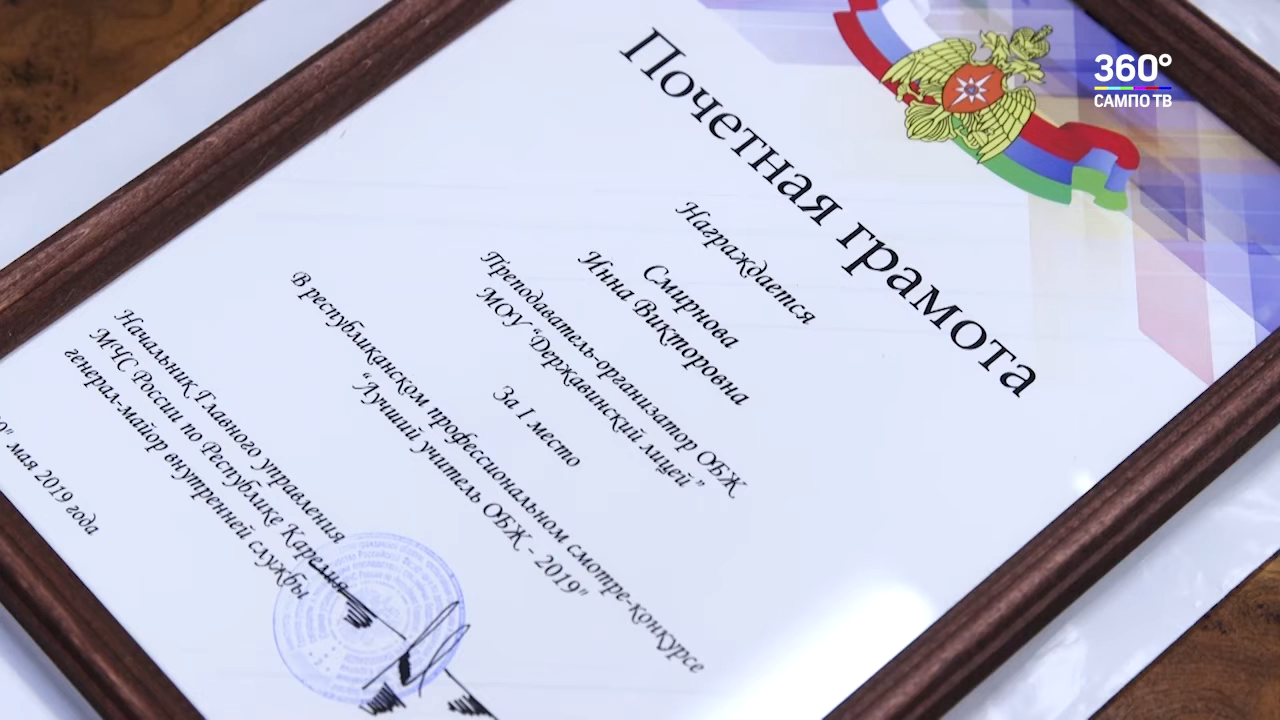 360°
САМПО ТВ
Почетная грамота
Награждается
Смирнова
Инна Викторовна
Преподаватель-организатор ОБЖ
МОУ “Державинский лицей”
За I место
В республиканском профессиональном смотре-конкурсе
“Лучший учитель ОБЖ - 2019”
Начальник Главного управления
МЧС России по Республике Карелия
генерал-майор внутренней службы
мая 2019 года